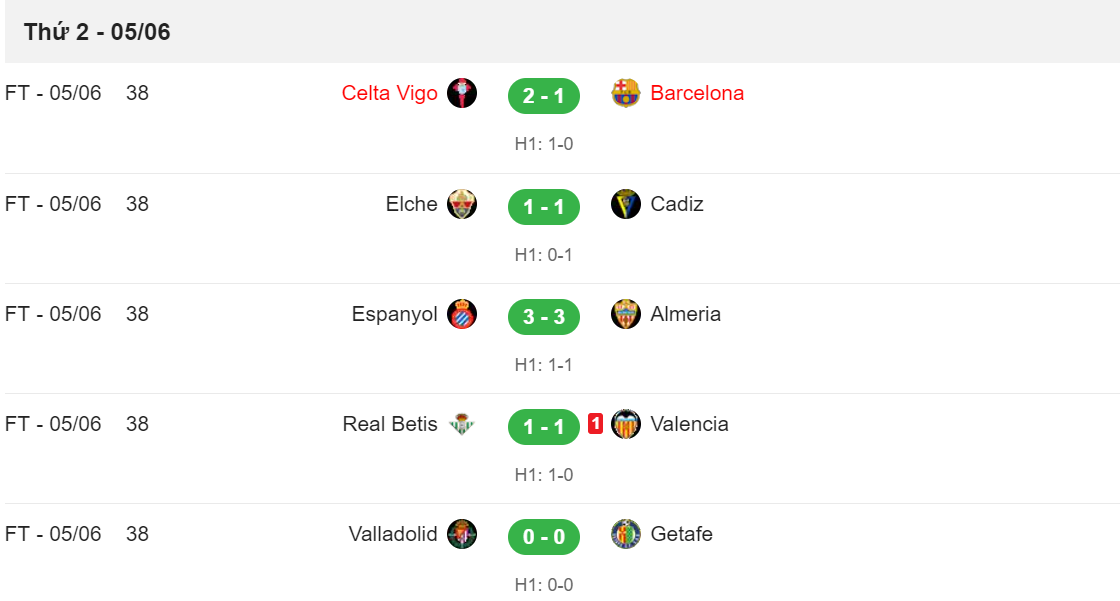 Thứ 2 - 05/06
FT - 05/06 38 Celta Vigo 2 - 1 Barcelona
H1: 1-0
FT - 05/06 38 Elche 1 - 1 Cadiz
H1: 0-1
FT - 05/06 38 Espanyol 3 - 3 Almeria
H1: 1-1
FT - 05/06 38 Real Betis 1 - 1 1 Valencia
H1: 1-0
FT - 05/06 38 Valladolid 0 - 0 Getafe
H1: 0-0